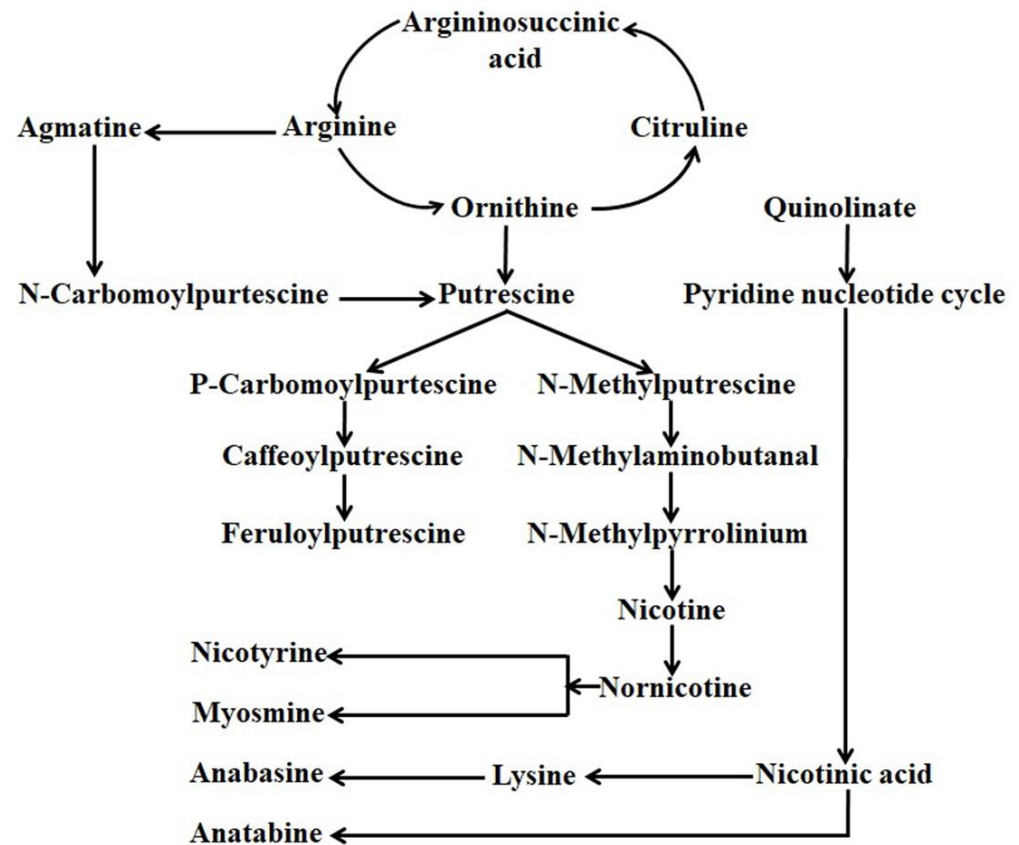 Argininosuccinic
acid
Agmatine
Arginine
Citruline
Ornithine
Quinolinate
N-Carbomoylpurtescine
Putrescine
Pyridine nucleotide cycle
P-Carbomoylpurtescine
N-Methylputrescine
Caffeoylputrescine
N-Methylaminobutanal
Feruloylputrescine
N-Methylpyrrolinium
Nicotine
Nicotyrine
Nornicotine
Myosmine
Anabasine
Lysine
Nicotinic acid
Anatabine